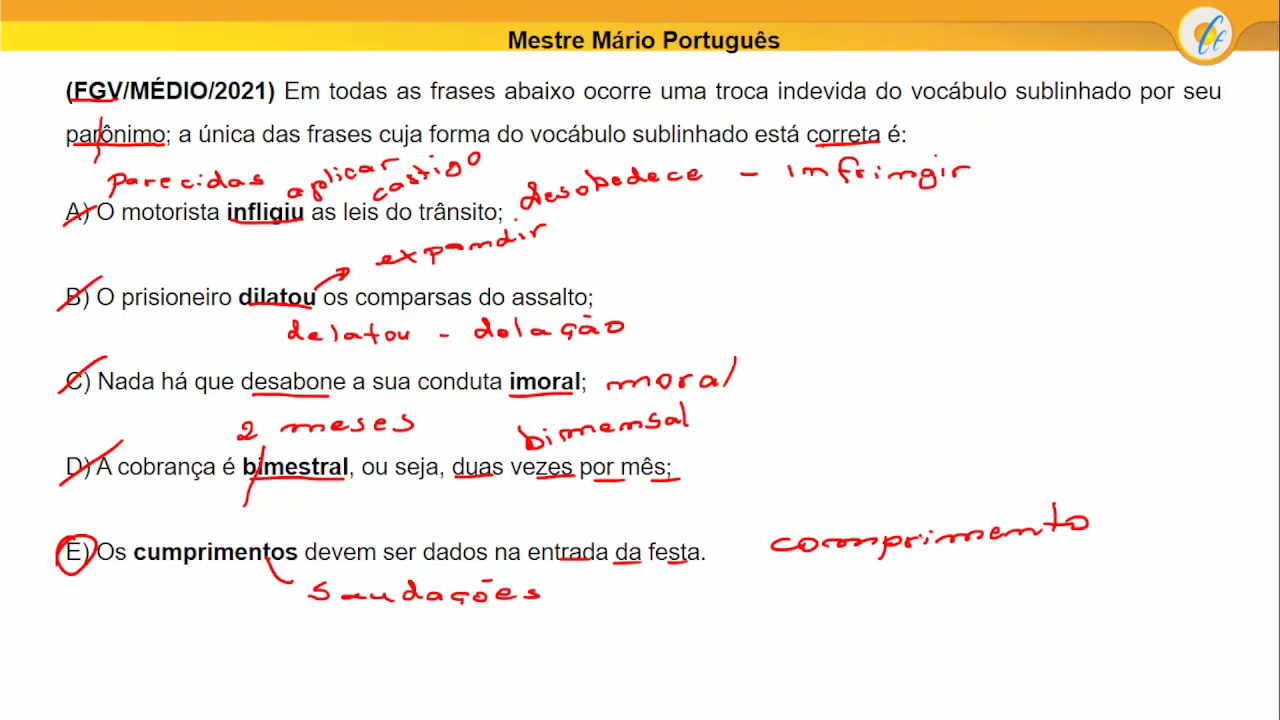 Mestre Mário Português
(FGV/MÉDIO/2021) Em todas as frases abaixo ocorre uma troca indevida do vocábulo sublinhado por seu
parônimo; a única das frases cuja forma do vocábulo sublinhado está correta é:
parecidas aplicar castigo desobedece - infringir
A) O motorista infligiu as leis do trânsito;
expandir
B) O prisioneiro dilatou os comparsas do assalto;
delatou - delação
C) Nada há que desabone a sua conduta imoral; moral
2 meses bimensal
D) A cobrança é bimestral, ou seja, duas vezes por mês;
comprimento
E) Os cumprimentos devem ser dados na entrada da festa.
saudações